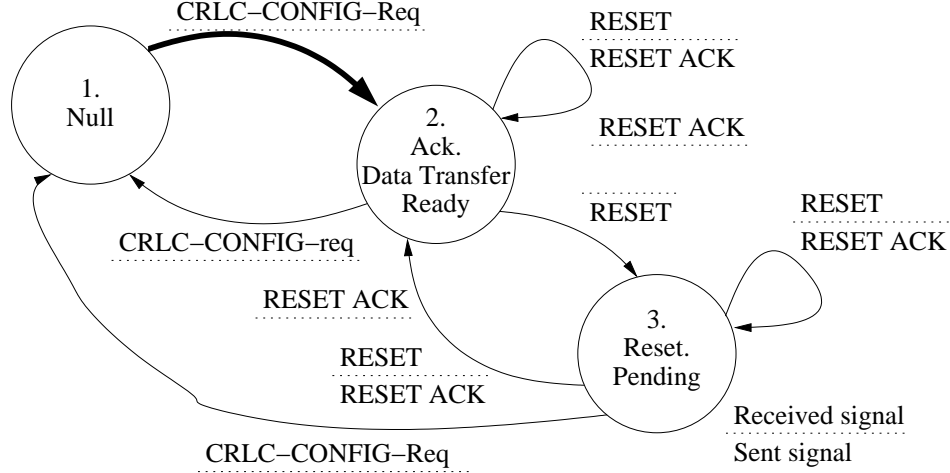 CRLC–CONFIG–Req
1.
Null
RESET
RESET ACK
2.
Ack.
Data Transfer
Ready
RESET ACK
RESET
CRLC–CONFIG–req
RESET
RESET ACK
RESET ACK
3.
Reset.
Pending
RESET
RESET ACK
Received signal
Sent signal
CRLC–CONFIG–Req